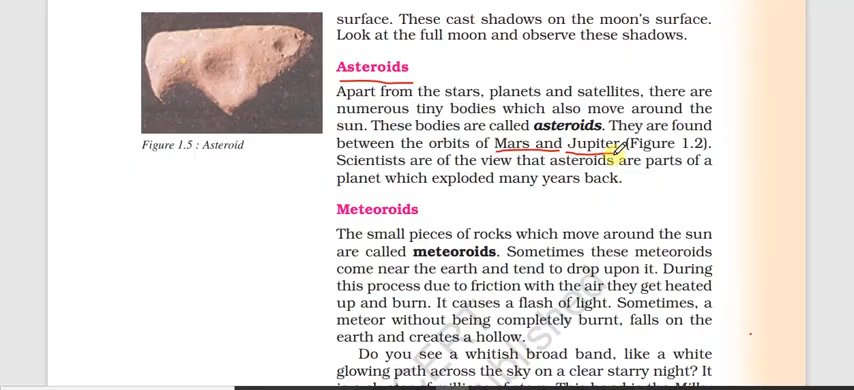 surface. These cast shadows on the moon's surface.
Look at the full moon and observe these shadows.
Asteroids
Apart from the stars, planets and satellites, there are
numerous tiny bodies which also move around the
sun. These bodies are called asteroids. They are found
between the orbits of Mars and Jupiter (Figure 1.2).
Scientists are of the view that asteroids are parts of a
planet which exploded many years back.
Figure 1.5 : Asteroid
Meteoroids
The small pieces of rocks which move around the sun
are called meteoroids. Sometimes these meteoroids
come near the earth and tend to drop upon it. During
this process due to friction with the air they get heated
up and burn. It causes a flash of light. Sometimes, a
meteor without being completely burnt, falls on the
earth and creates a hollow.
Do you see a whitish broad band, like a white
glowing path across the sky on a clear starry night? It